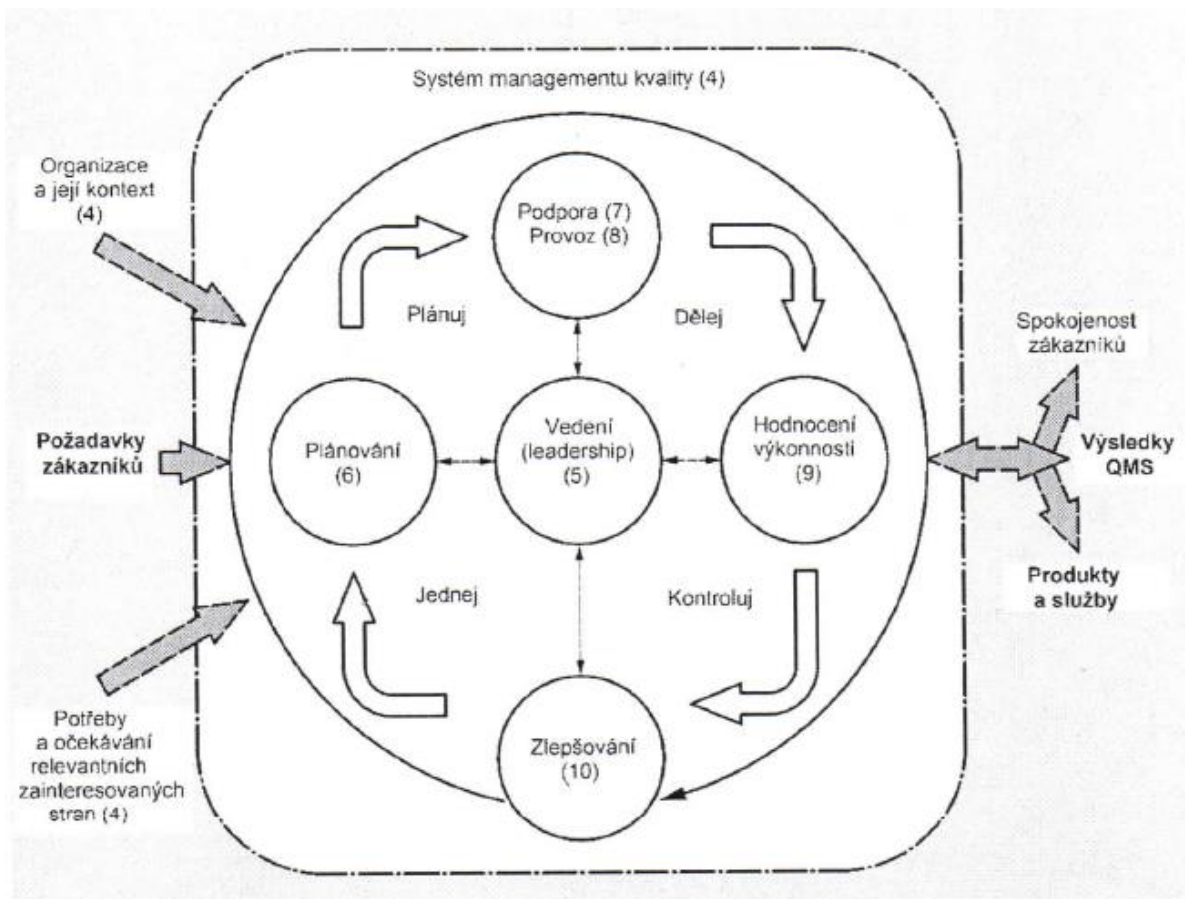 Systém managementu kvality (4)
Organizace
a její kontext
(4)
Podpora (7)
Provoz (8)
Plánuj
Dělej
Spokojenost
zákazníků
Požadavky
zákazníků
Plánování
(6)
Vedení
(leadership)
(5)
Hodnocení
výkonnosti
(9)
Výsledky
QMS
Jednej
Kontroluj
Produkty
a služby
Potřeby
a očekávání
relevantních
zainteresovaných
stran (4)
Zlepšování
(10)